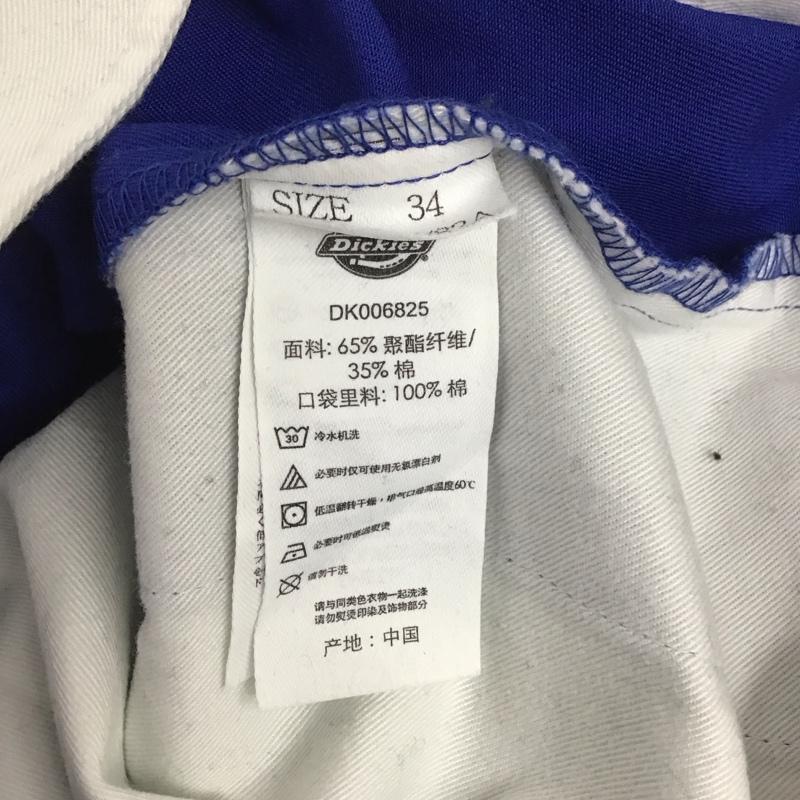 SIZE 34
Dickies
DK006825
面料: 65% 聚酯纤维/
35% 棉
口袋里料: 100% 棉
30 冷水机洗
必要时仅可使用无氯漂白剂
低温翻转干燥，排气口最高温度60℃
必要时可低温熨烫
请勿干洗
请与同类色衣物一起洗涤
请勿熨烫印染及饰物部分
产地：中国